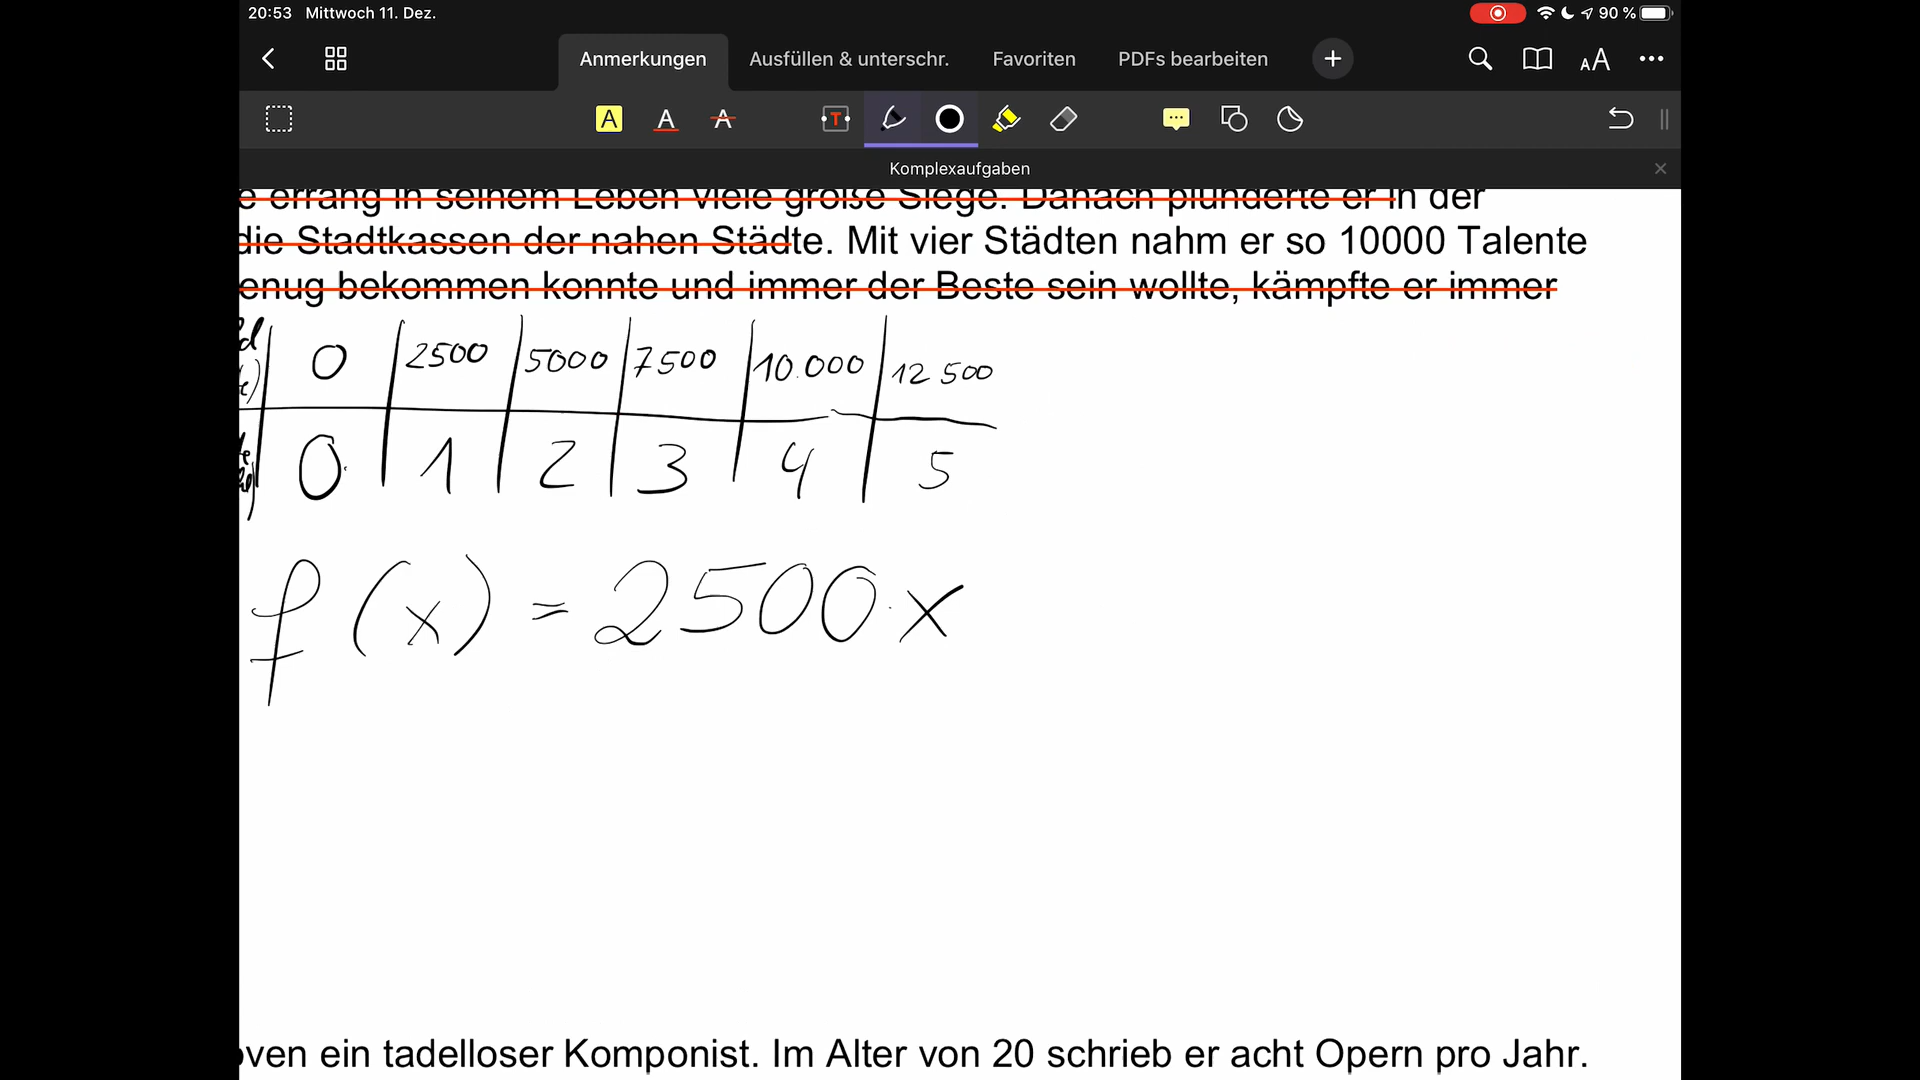 20:53 Mittwoch 11. Dez. 90 %
Anmerkungen Ausfüllen & unterschr. Favoriten PDFs bearbeiten
AA
A A A T
Komplexaufgaben
e errang in seinem Leben viele große Siege. Danach plünderte er in der
die Stadtkassen der nahen Städte. Mit vier Städten nahm er so 10000 Talente
enug bekommen konnte und immer der Beste sein wollte, kämpfte er immer
0 2500 5000 7500 10.000 12 500
0 1 2 3 4 5
f(x) = 2500·x
oven ein tadelloser Komponist. Im Alter von 20 schrieb er acht Opern pro Jahr.